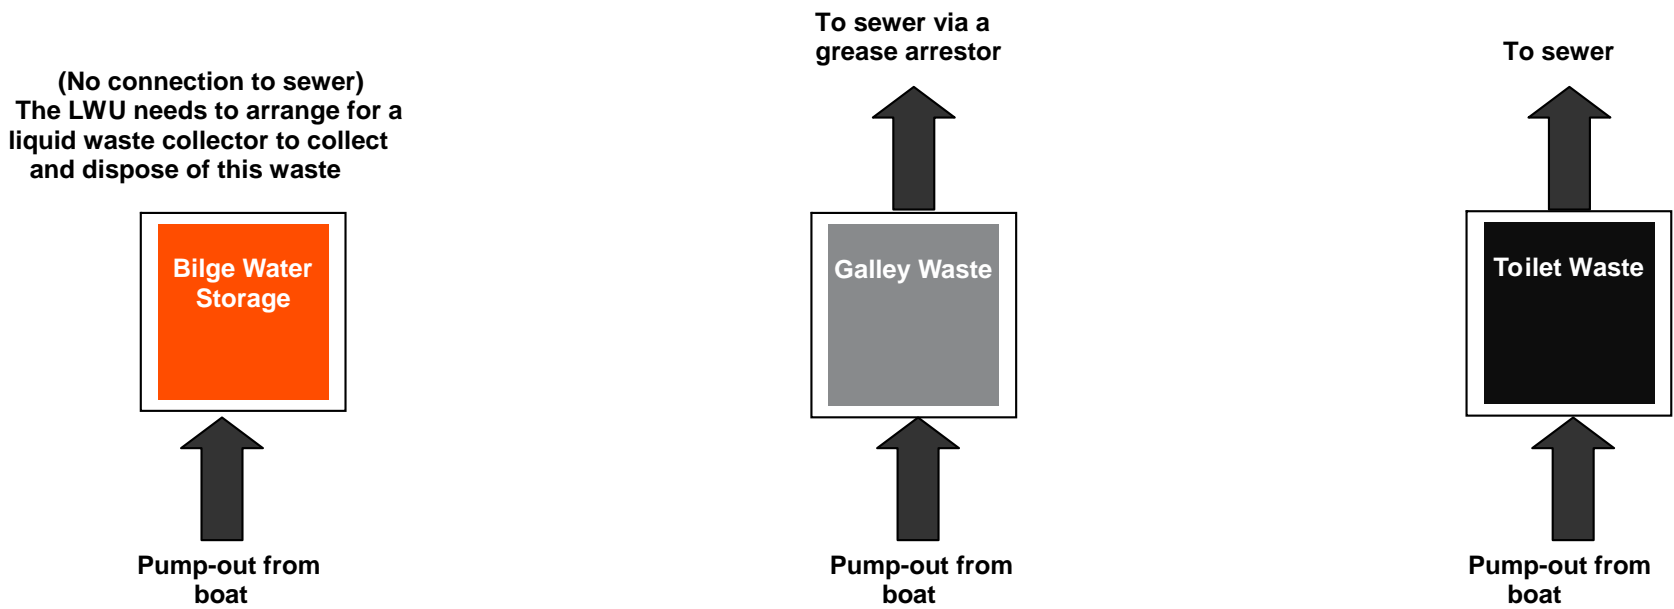 (No connection to sewer)
The LWU needs to arrange for a
liquid waste collector to collect
and dispose of this waste
Bilge Water
Storage
Pump-out from
boat
To sewer via a
grease arrestor
Galley Waste
Pump-out from
boat
To sewer
Toilet Waste
Pump-out from
boat